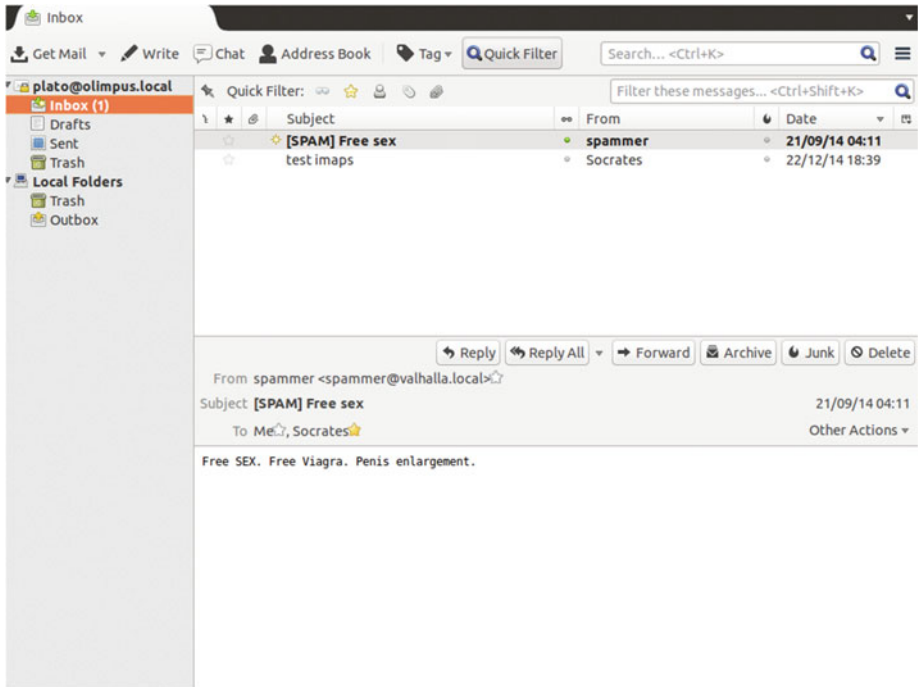 Inbox
Get Mail Write Chat Address Book Tag Quick Filter Search... <Ctrl+K>
plato@olimpus.local
Inbox (1)
Drafts
Sent
Trash
Local Folders
Trash
Outbox
Quick Filter: Filter these messages... <Ctrl+Shift+K>
Subject From Date
[SPAM] Free sex spammer 21/09/14 04:11
test imaps Socrates 22/12/14 18:39
Reply Reply All Forward Archive Junk Delete
From spammer <spammer@valhalla.local>
Subject [SPAM] Free sex 21/09/14 04:11
To Me, Socrates Other Actions
Free SEX. Free Viagra. Penis enlargement.